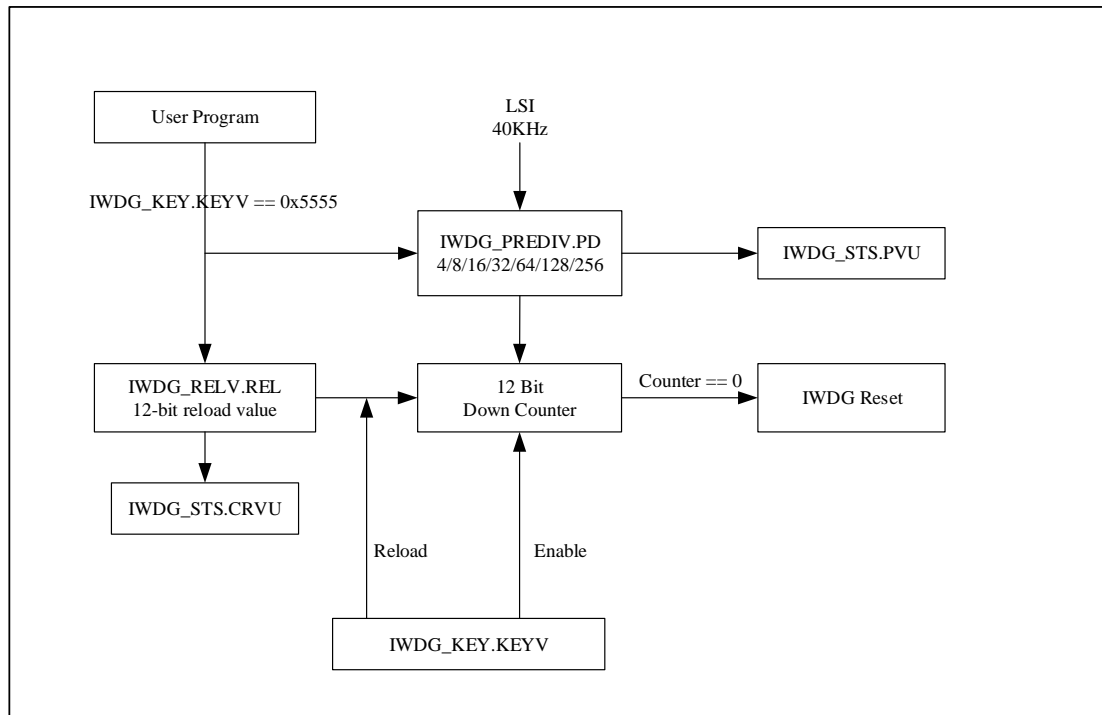 User Program
LSI
40KHz
IWDG_KEY.KEYV == 0x5555
IWDG_PREDIV.PD
4/8/16/32/64/128/256
IWDG_STS.PVU
IWDG_RELV.REL
12-bit reload value
12 Bit
Down Counter
Counter == 0
IWDG Reset
IWDG_STS.CRVU
Reload
Enable
IWDG_KEY.KEYV